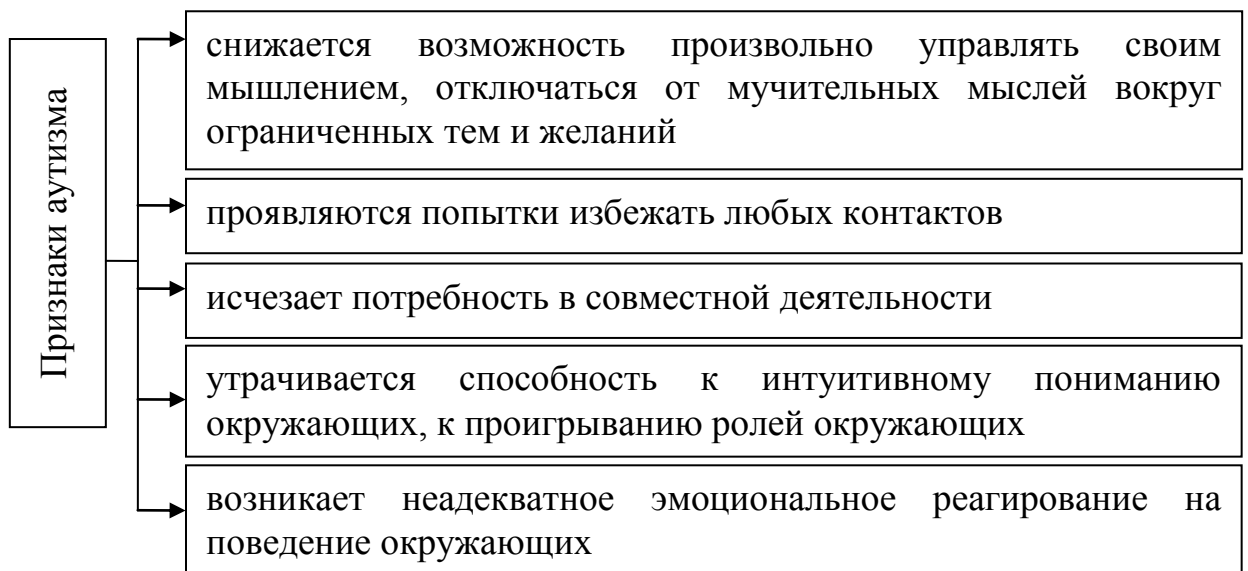 Признаки аутизма
снижается возможность произвольно управлять своим
мышлением, отключаться от мучительных мыслей вокруг
ограниченных тем и желаний
проявляются попытки избежать любых контактов
исчезает потребность в совместной деятельности
утрачивается способность к интуитивному пониманию
окружающих, к проигрыванию ролей окружающих
возникает неадекватное эмоциональное реагирование на
поведение окружающих